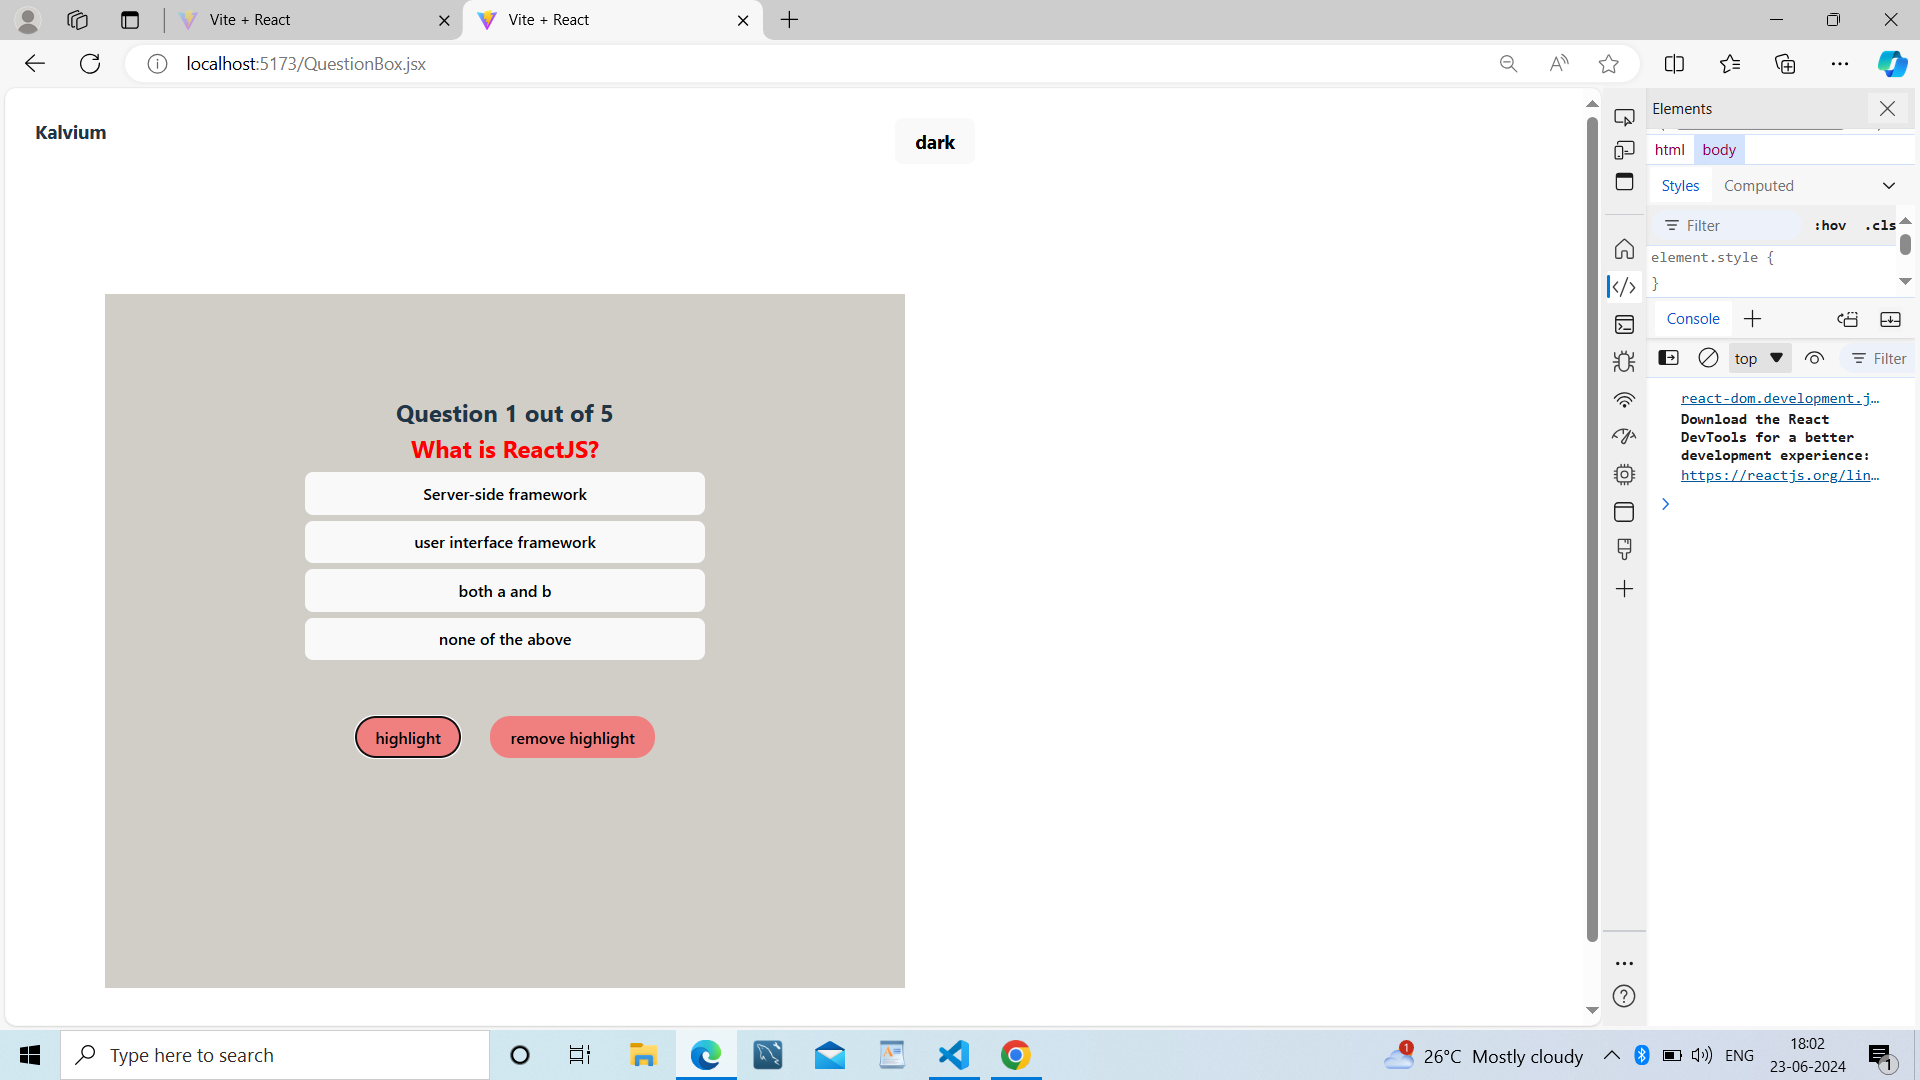 Vite + React
Vite + React
localhost:5173/QuestionBox.jsx
Kalvium
dark
Question 1 out of 5
What is ReactJS?
Server-side framework
user interface framework
both a and b
none of the above
highlight
remove highlight
Elements
html
body
Styles
Computed
Filter
:hov
.cls
element.style {
}
Console
top
Filter
react-dom.development.j…
Download the React
DevTools for a better
development experience:
https://reactjs.org/lin…
Type here to search
1
26°C Mostly cloudy
ENG
18:02
23-06-2024
1